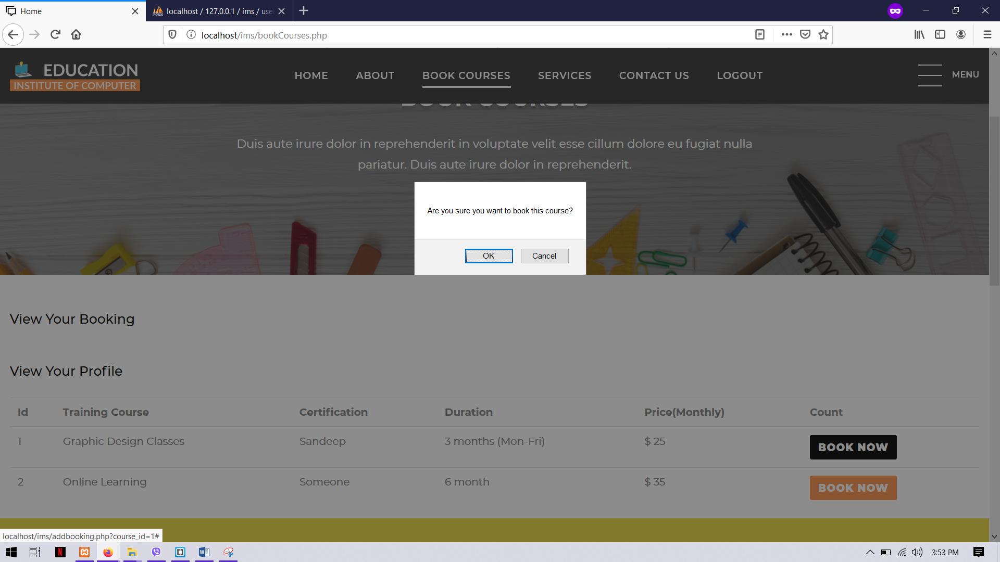 Home
localhost / 127.0.0.1 / ims / use
localhost/ims/bookCourses.php
EDUCATION
INSTITUTE OF COMPUTER
HOME
ABOUT
BOOK COURSES
SERVICES
CONTACT US
LOGOUT
MENU
BOOK COURSES
Duis aute irure dolor in reprehenderit in voluptate velit esse cillum dolore eu fugiat nulla
pariatur. Duis aute irure dolor in reprehenderit.
Are you sure you want to book this course?
OK
Cancel
View Your Booking
View Your Profile
Id Training Course Certification Duration Price(Monthly) Count
1 Graphic Design Classes Sandeep 3 months (Mon-Fri) $ 25 BOOK NOW
2 Online Learning Someone 6 month $ 35 BOOK NOW
localhost/ims/addbooking.php?course_id=1#
3:53 PM